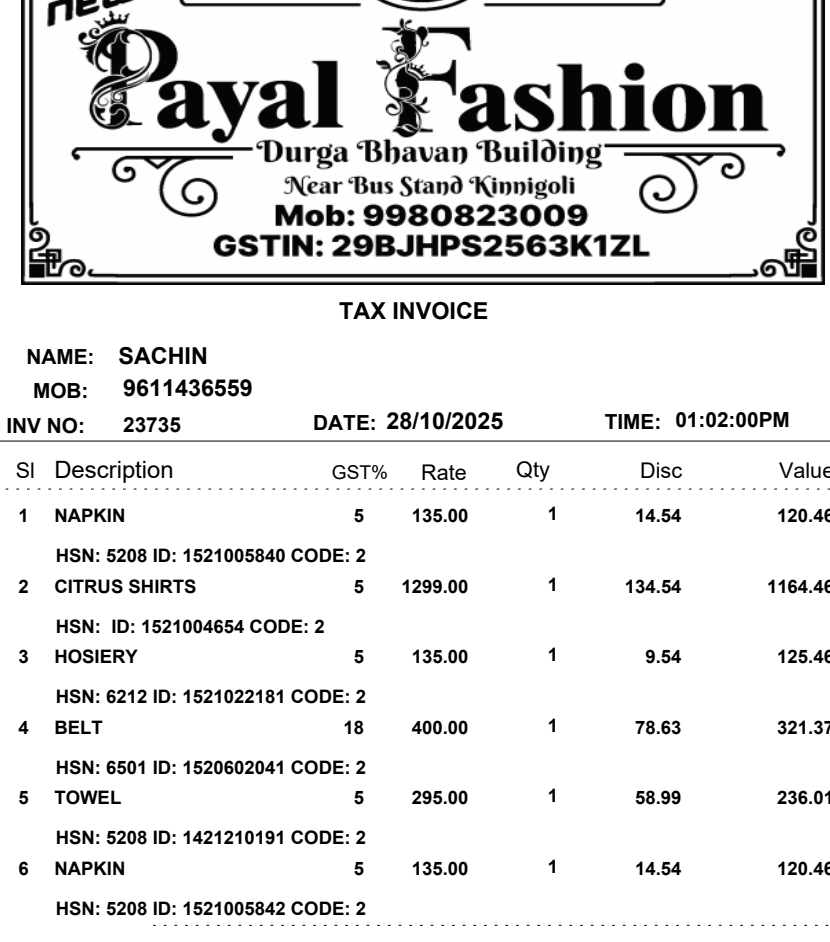 new
Payal Fashion
Durga Bhavan Building
Near Bus Stand Kinnigoli
Mob: 9980823009
GSTIN: 29BJHPS2563K1ZL
TAX INVOICE
NAME: SACHIN
MOB: 9611436559
INV NO: 23735 DATE: 28/10/2025 TIME: 01:02:00PM
Sl Description GST% Rate Qty Disc Value
1 NAPKIN 5 135.00 1 14.54 120.46
HSN: 5208 ID: 1521005840 CODE: 2
2 CITRUS SHIRTS 5 1299.00 1 134.54 1164.46
HSN: ID: 1521004654 CODE: 2
3 HOSIERY 5 135.00 1 9.54 125.46
HSN: 6212 ID: 1521022181 CODE: 2
4 BELT 18 400.00 1 78.63 321.37
HSN: 6501 ID: 1520602041 CODE: 2
5 TOWEL 5 295.00 1 58.99 236.01
HSN: 5208 ID: 1421210191 CODE: 2
6 NAPKIN 5 135.00 1 14.54 120.46
HSN: 5208 ID: 1521005842 CODE: 2